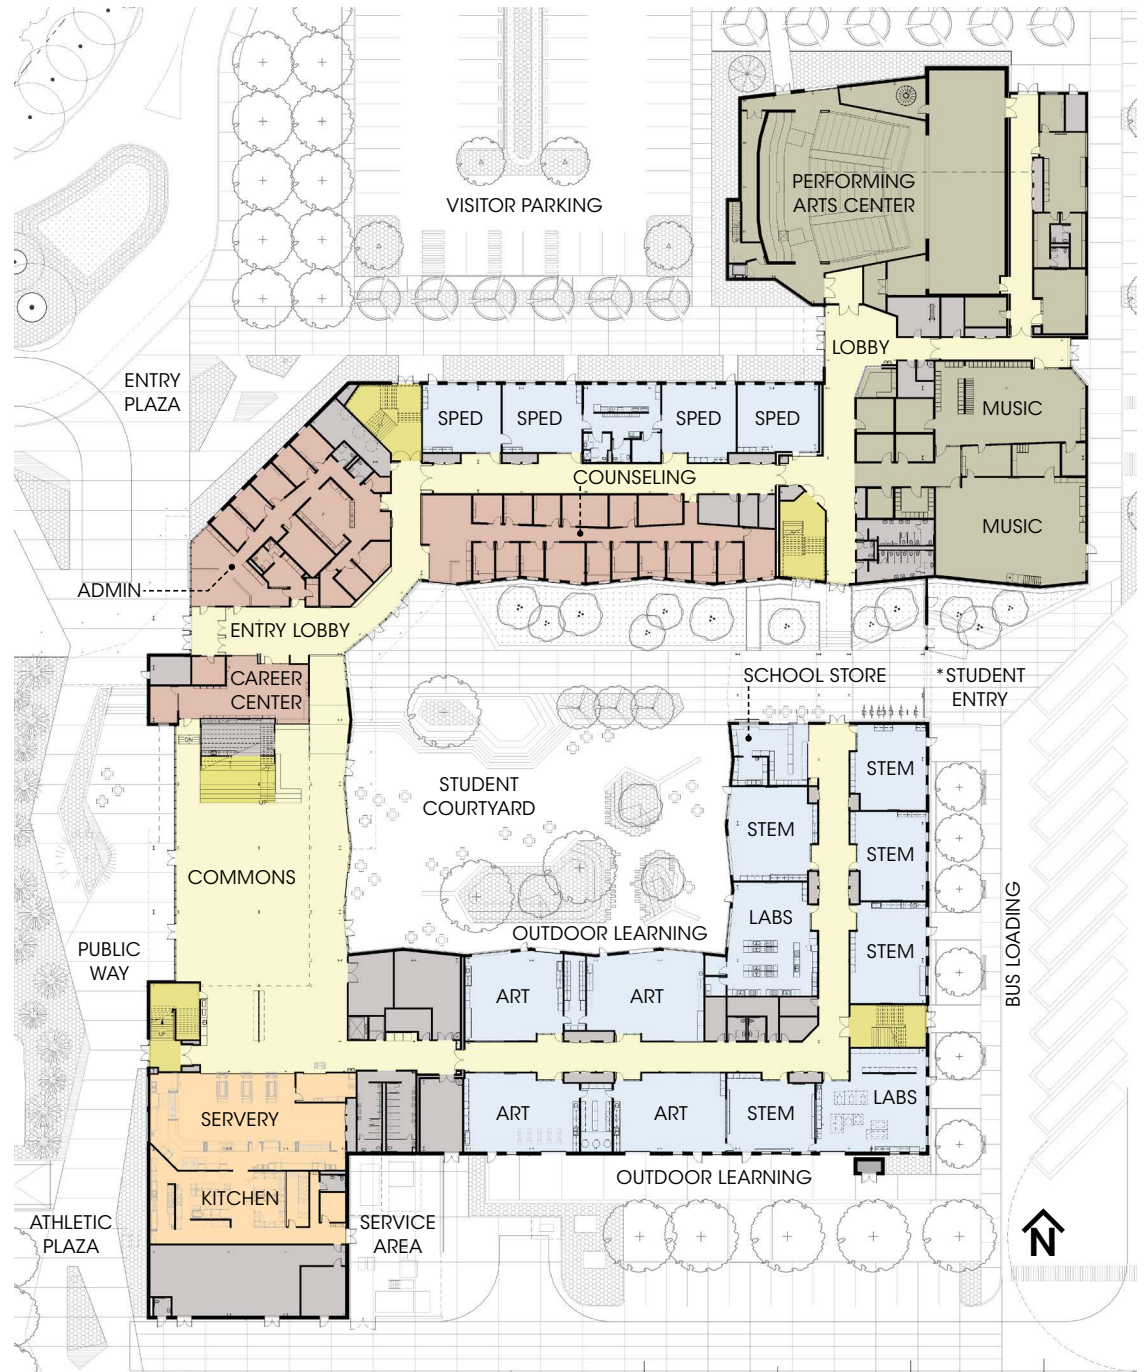 PERFORMING
ARTS CENTER
VISITOR PARKING
LOBBY
ENTRY
PLAZA
SPED
SPED
SPED
SPED
MUSIC
COUNSELING
MUSIC
ADMIN
ENTRY LOBBY
CAREER
CENTER
SCHOOL STORE
*STUDENT
ENTRY
DN
STEM
STUDENT
COURTYARD
STEM
STEM
COMMONS
LABS
OUTDOOR LEARNING
BUS LOADING
PUBLIC
WAY
STEM
ART
ART
UP
SERVERY
ART
ART
STEM
LABS
OUTDOOR LEARNING
KITCHEN
ATHLETIC
PLAZA
SERVICE
AREA
N